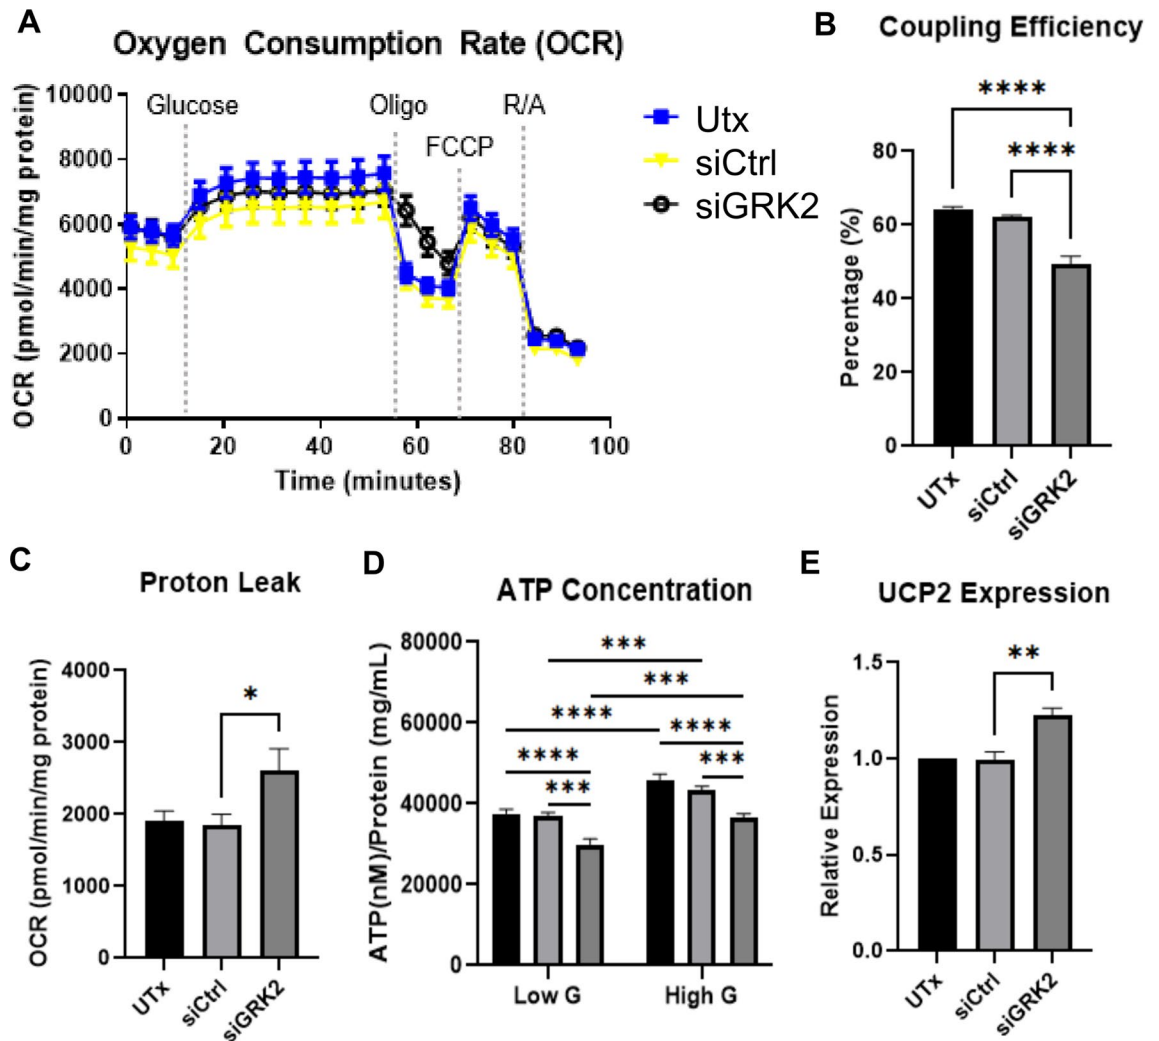 A
Oxygen Consumption Rate (OCR)
OCR (pmol/min/mg protein)
10000
8000
6000
4000
2000
0
Glucose
Oligo
FCCP
R/A
0 20 40 60 80 100
Time (minutes)
Utx
siCtrl
siGRK2
B
Coupling Efficiency
****
****
Percentage (%)
80
60
40
20
0
UTx
siCtrl
siGRK2
C
Proton Leak
OCR (pmol/min/mg protein)
4000
3000
2000
1000
0
*
UTx
siCtrl
siGRK2
D
ATP Concentration
ATP(nM)/Protein (mg/mL)
80000
60000
40000
20000
0
***
***
****
****
****
***
***
Low G
High G
E
UCP2 Expression
Relative Expression
1.5
1.0
0.5
0.0
**
UTx
siCtrl
siGRK2